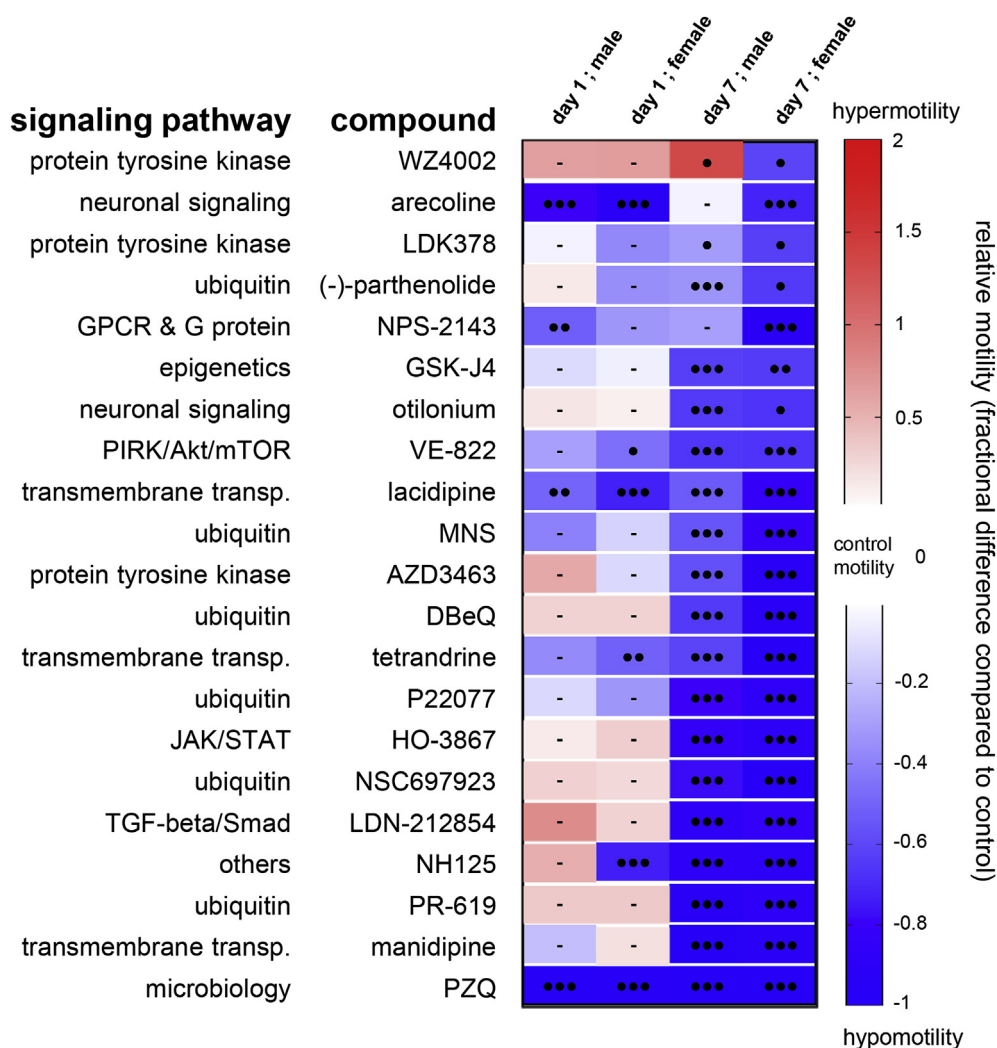 day 1 ; male
day 1 ; female
day 7 ; male
day 7 ; female
signaling pathway compound
hypermotility
protein tyrosine kinase WZ4002 - - • •
neuronal signaling arecoline ••• ••• - •••
protein tyrosine kinase LDK378 - - • •
ubiquitin (-)-parthenolide - - ••• •
GPCR & G protein NPS-2143 •• - - •••
epigenetics GSK-J4 - - ••• ••
neuronal signaling otilonium - - ••• •
PIRK/Akt/mTOR VE-822 - • ••• •••
transmembrane transp. lacidipine •• ••• ••• •••
ubiquitin MNS - - ••• •••
protein tyrosine kinase AZD3463 - - ••• •••
ubiquitin DBeQ - - ••• •••
transmembrane transp. tetrandrine - •• ••• •••
ubiquitin P22077 - - ••• •••
JAK/STAT HO-3867 - - ••• •••
ubiquitin NSC697923 - - ••• •••
TGF-beta/Smad LDN-212854 - - ••• •••
others NH125 - ••• ••• •••
ubiquitin PR-619 - - ••• •••
transmembrane transp. manidipine - - ••• •••
microbiology PZQ ••• ••• ••• •••
2
1.5
1
0.5
control
motility
0
-0.2
-0.4
-0.6
-0.8
-1
hypomotility
relative motility (fractional difference compared to control)